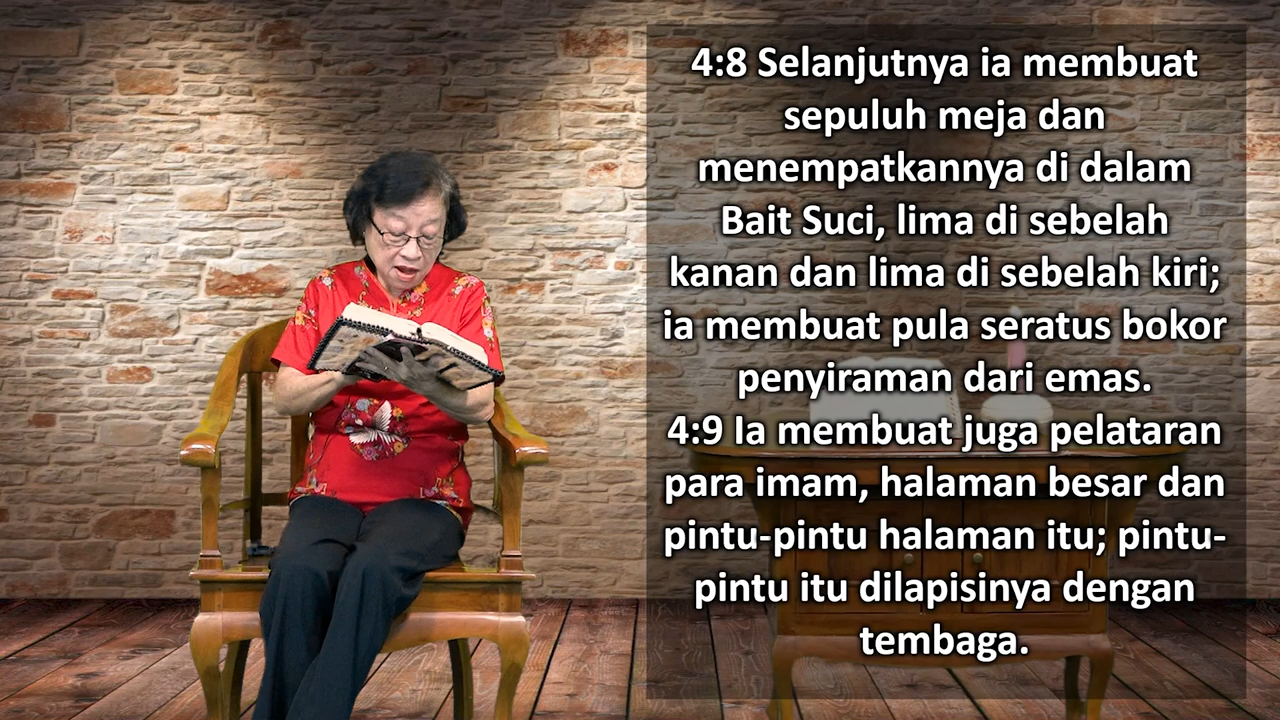 4:8 Selanjutnya ia membuat
sepuluh meja dan
menempatkannya di dalam
Bait Suci, lima di sebelah
kanan dan lima di sebelah kiri;
ia membuat pula seratus bokor
penyiraman dari emas.
4:9 Ia membuat juga pelataran
para imam, halaman besar dan
pintu-pintu halaman itu; pintu-
pintu itu dilapisinya dengan
tembaga.